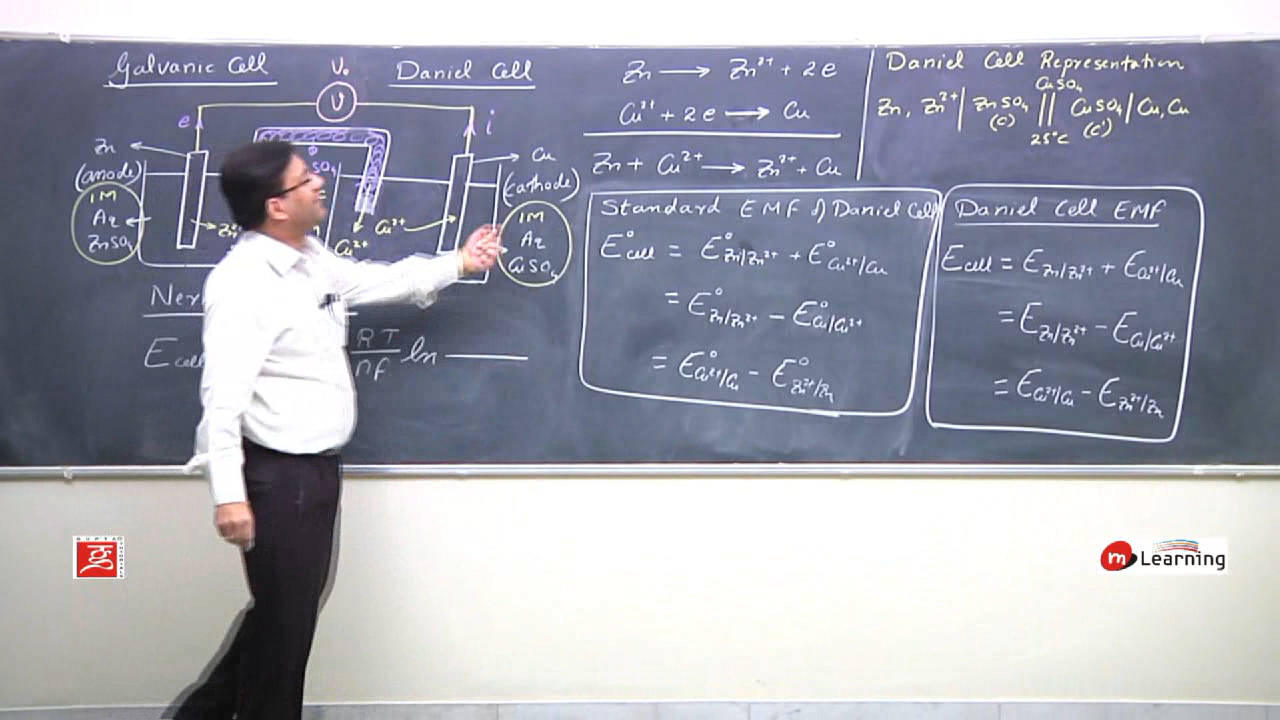 Galvanic Cell
Daniel Cell
V₀
V
e
i
Zn
(anode)
1M
Aq
ZnSO₄
SO₄
Cu
(cathode)
1M
Aq
CuSO₄
Cu²⁺
Cu²⁺
E cell
RT/nf ln ———
Zn ⟶ Zn²⁺ + 2e
Cu²⁺ + 2e ⟶ Cu
Zn + Cu²⁺ ⟶ Zn²⁺ + Cu
Daniel Cell Representation
CuSO₄
Zn, Zn²⁺ | ZnSO₄ || CuSO₄ | Cu, Cu
(C) (C')
25°C
Standard EMF of Daniel Cell
E°cell = E°Zn/Zn²⁺ + E°Cu²⁺/Cu
= E°Zn/Zn²⁺ − E°Cu/Cu²⁺
= E°Cu²⁺/Cu − E°Zn²⁺/Zn
Daniel Cell EMF
Ecell = EZn/Zn²⁺ + ECu²⁺/Cu
= EZn/Zn²⁺ − ECu/Cu²⁺
= ECu²⁺/Cu − EZn²⁺/Zn
GUPTA
TUTORIALS
m Learning